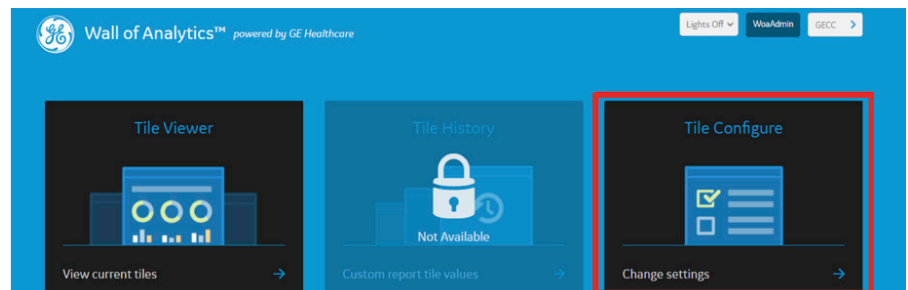 Wall of Analytics™ powered by GE Healthcare
Lights Off
WoaAdmin
GECC
Tile Viewer
Tile History
Tile Configure
Not Available
View current tiles
Custom report tile values
Change settings